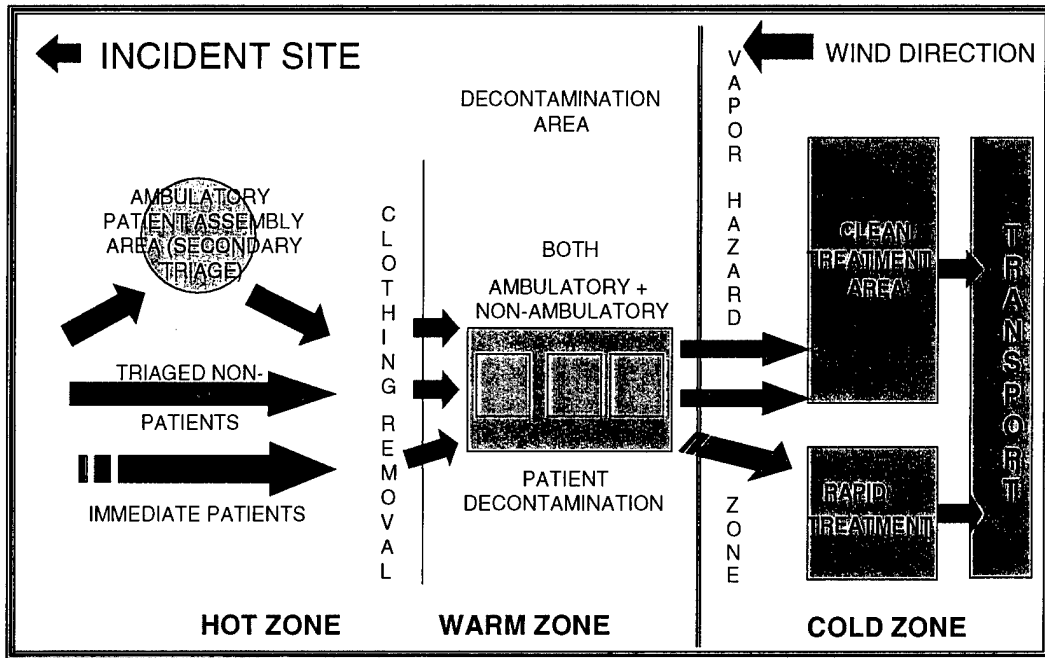 INCIDENT SITE
WIND DIRECTION
DECONTAMINATION
AREA
AMBULATORY
PATIENT ASSEMBLY
AREA (SECONDARY
TRIAGE)
TRIAGED NON-
PATIENTS
IMMEDIATE PATIENTS
CLOTHING REMOVAL
BOTH
AMBULATORY +
NON-AMBULATORY
PATIENT
DECONTAMINATION
VAPOR HAZARD ZONE
CLEAN
TREATMENT
AREA
RAPID
TREATMENT
TRANSPORT
HOT ZONE
WARM ZONE
COLD ZONE